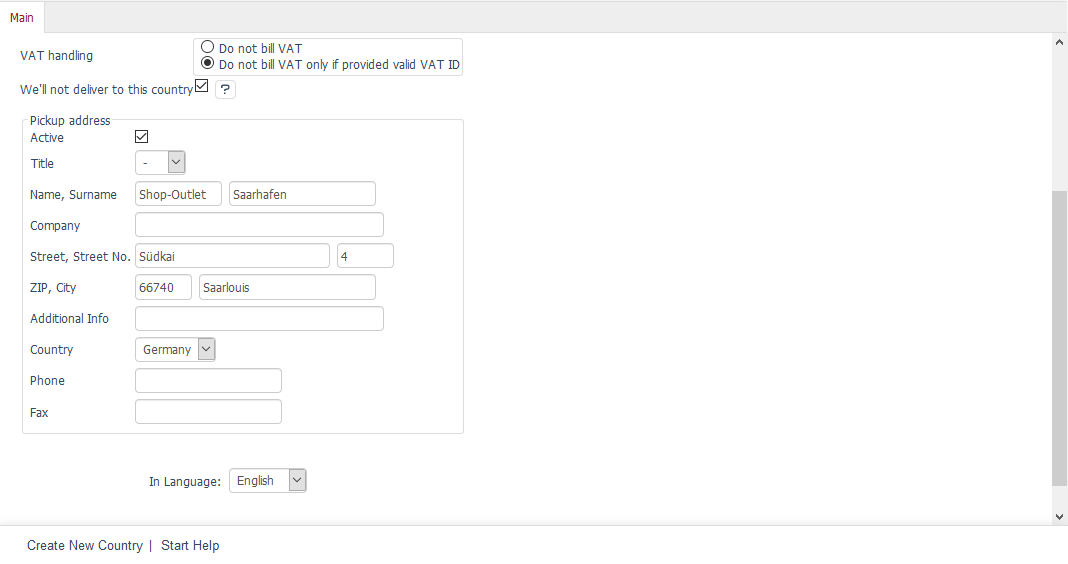 Main
VAT handling
Do not bill VAT
Do not bill VAT only if provided valid VAT ID
We'll not deliver to this country ?
Pickup address
Active
Title -
Name, Surname Shop-Outlet Saarhafen
Company
Street, Street No. Südkai 4
ZIP, City 66740 Saarlouis
Additional Info
Country Germany
Phone
Fax
In Language: English
Create New Country | Start Help